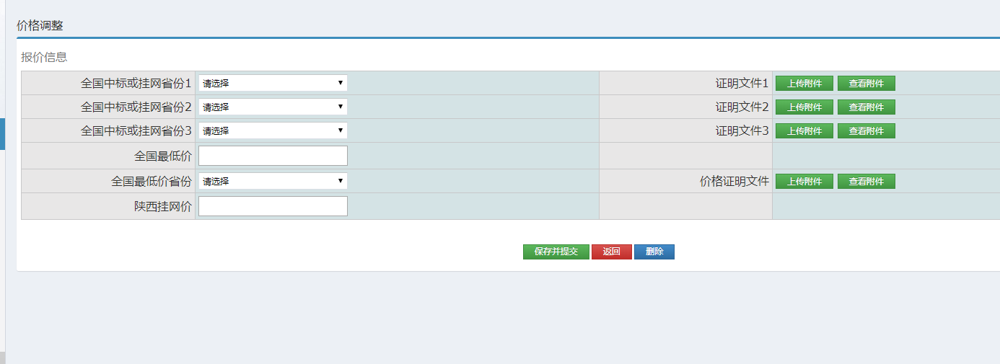 价格调整
报价信息
全国中标或挂网省份1 请选择 证明文件1 上传附件 查看附件
全国中标或挂网省份2 请选择 证明文件2 上传附件 查看附件
全国中标或挂网省份3 请选择 证明文件3 上传附件 查看附件
全国最低价
全国最低价省份 请选择 价格证明文件 上传附件 查看附件
陕西挂网价
保存并提交 返回 删除